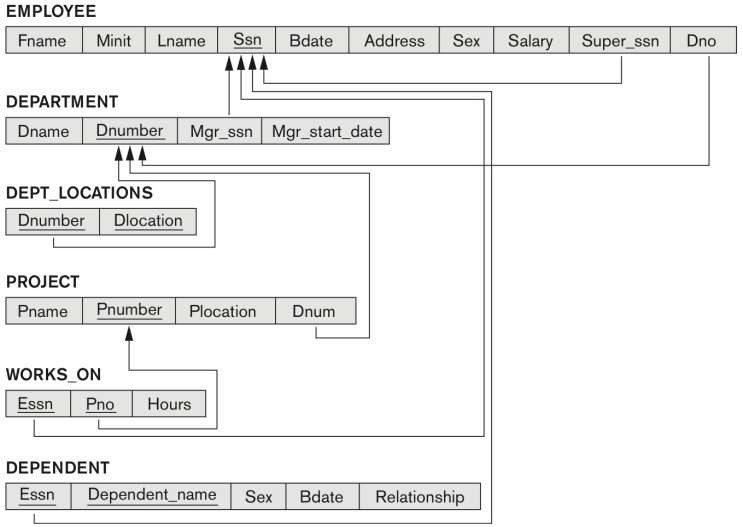 EMPLOYEE
Fname Minit Lname Ssn Bdate Address Sex Salary Super_ssn Dno
DEPARTMENT
Dname Dnumber Mgr_ssn Mgr_start_date
DEPT_LOCATIONS
Dnumber Dlocation
PROJECT
Pname Pnumber Plocation Dnum
WORKS_ON
Essn Pno Hours
DEPENDENT
Essn Dependent_name Sex Bdate Relationship